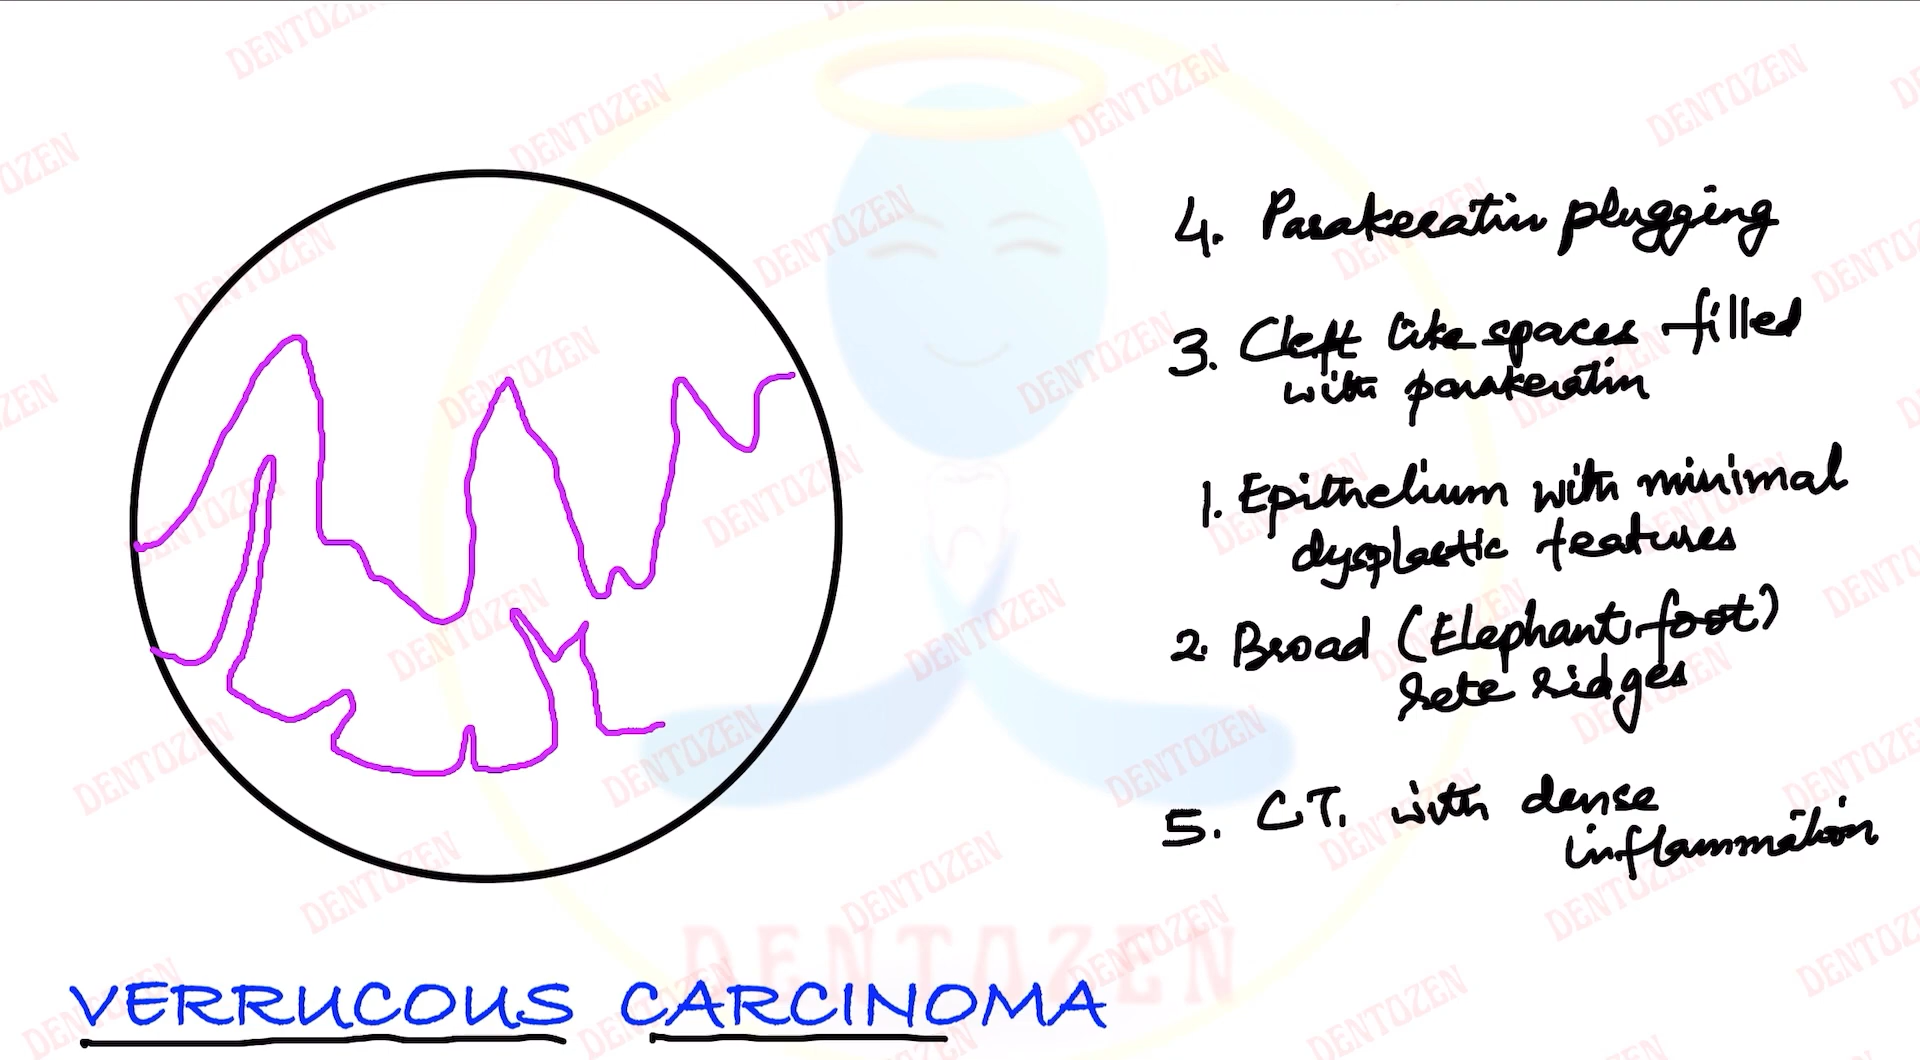 4. Parakeratin plugging
3. Cleft like spaces filled
with parakeratin
1. Epithelium with minimal
dysplastic features
2. Broad (Elephant foot)
rete ridges
5. C.T. with dense
inflammation
DENTOZEN
VERRUCOUS CARCINOMA